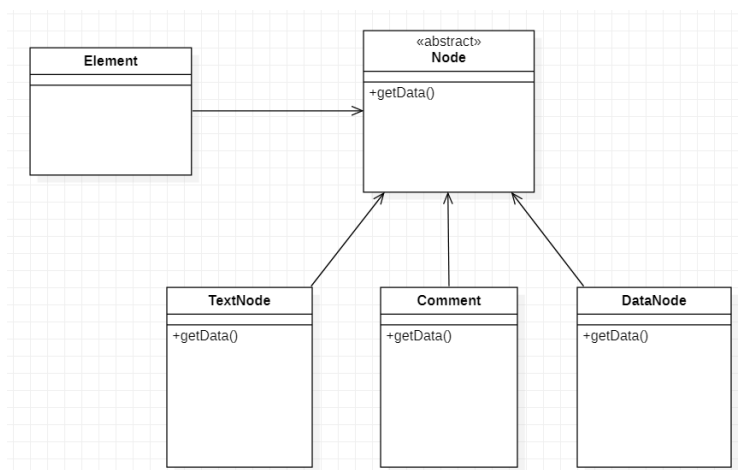 Element
«abstract»
Node
+getData()
TextNode
+getData()
Comment
+getData()
DataNode
+getData()